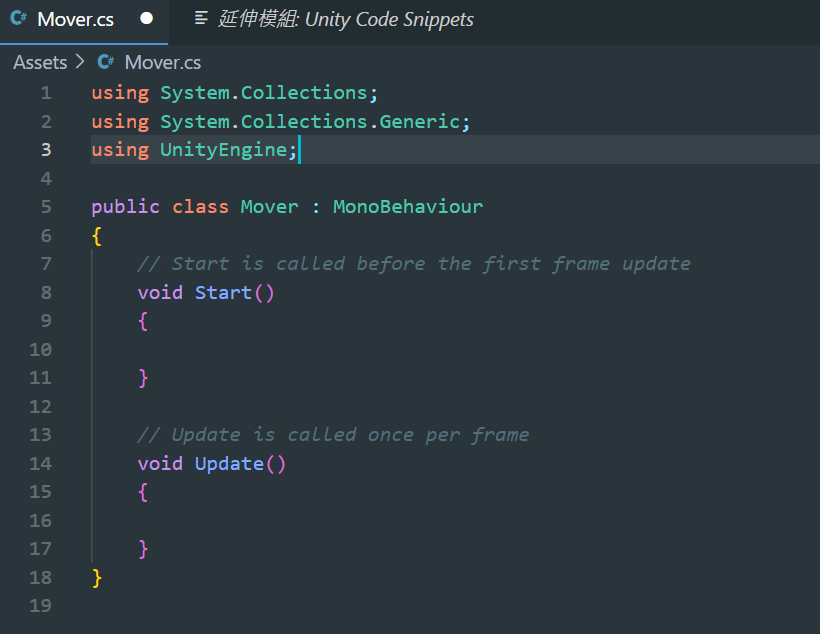 Mover.cs
延伸模組: Unity Code Snippets
Assets > Mover.cs
1 using System.Collections;
2 using System.Collections.Generic;
3 using UnityEngine;
4
5 public class Mover : MonoBehaviour
6 {
7 // Start is called before the first frame update
8 void Start()
9 {
10
11 }
12
13 // Update is called once per frame
14 void Update()
15 {
16
17 }
18 }
19